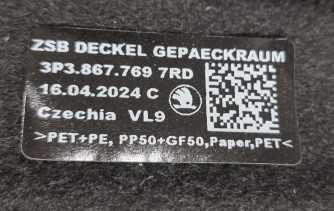 ZSB DECKEL GEPAECKRAUM
3P3.867.769 7RD
16.04.2024 C
Czechia VL9
>PET+PE, PP50+GF50,Paper,PET<